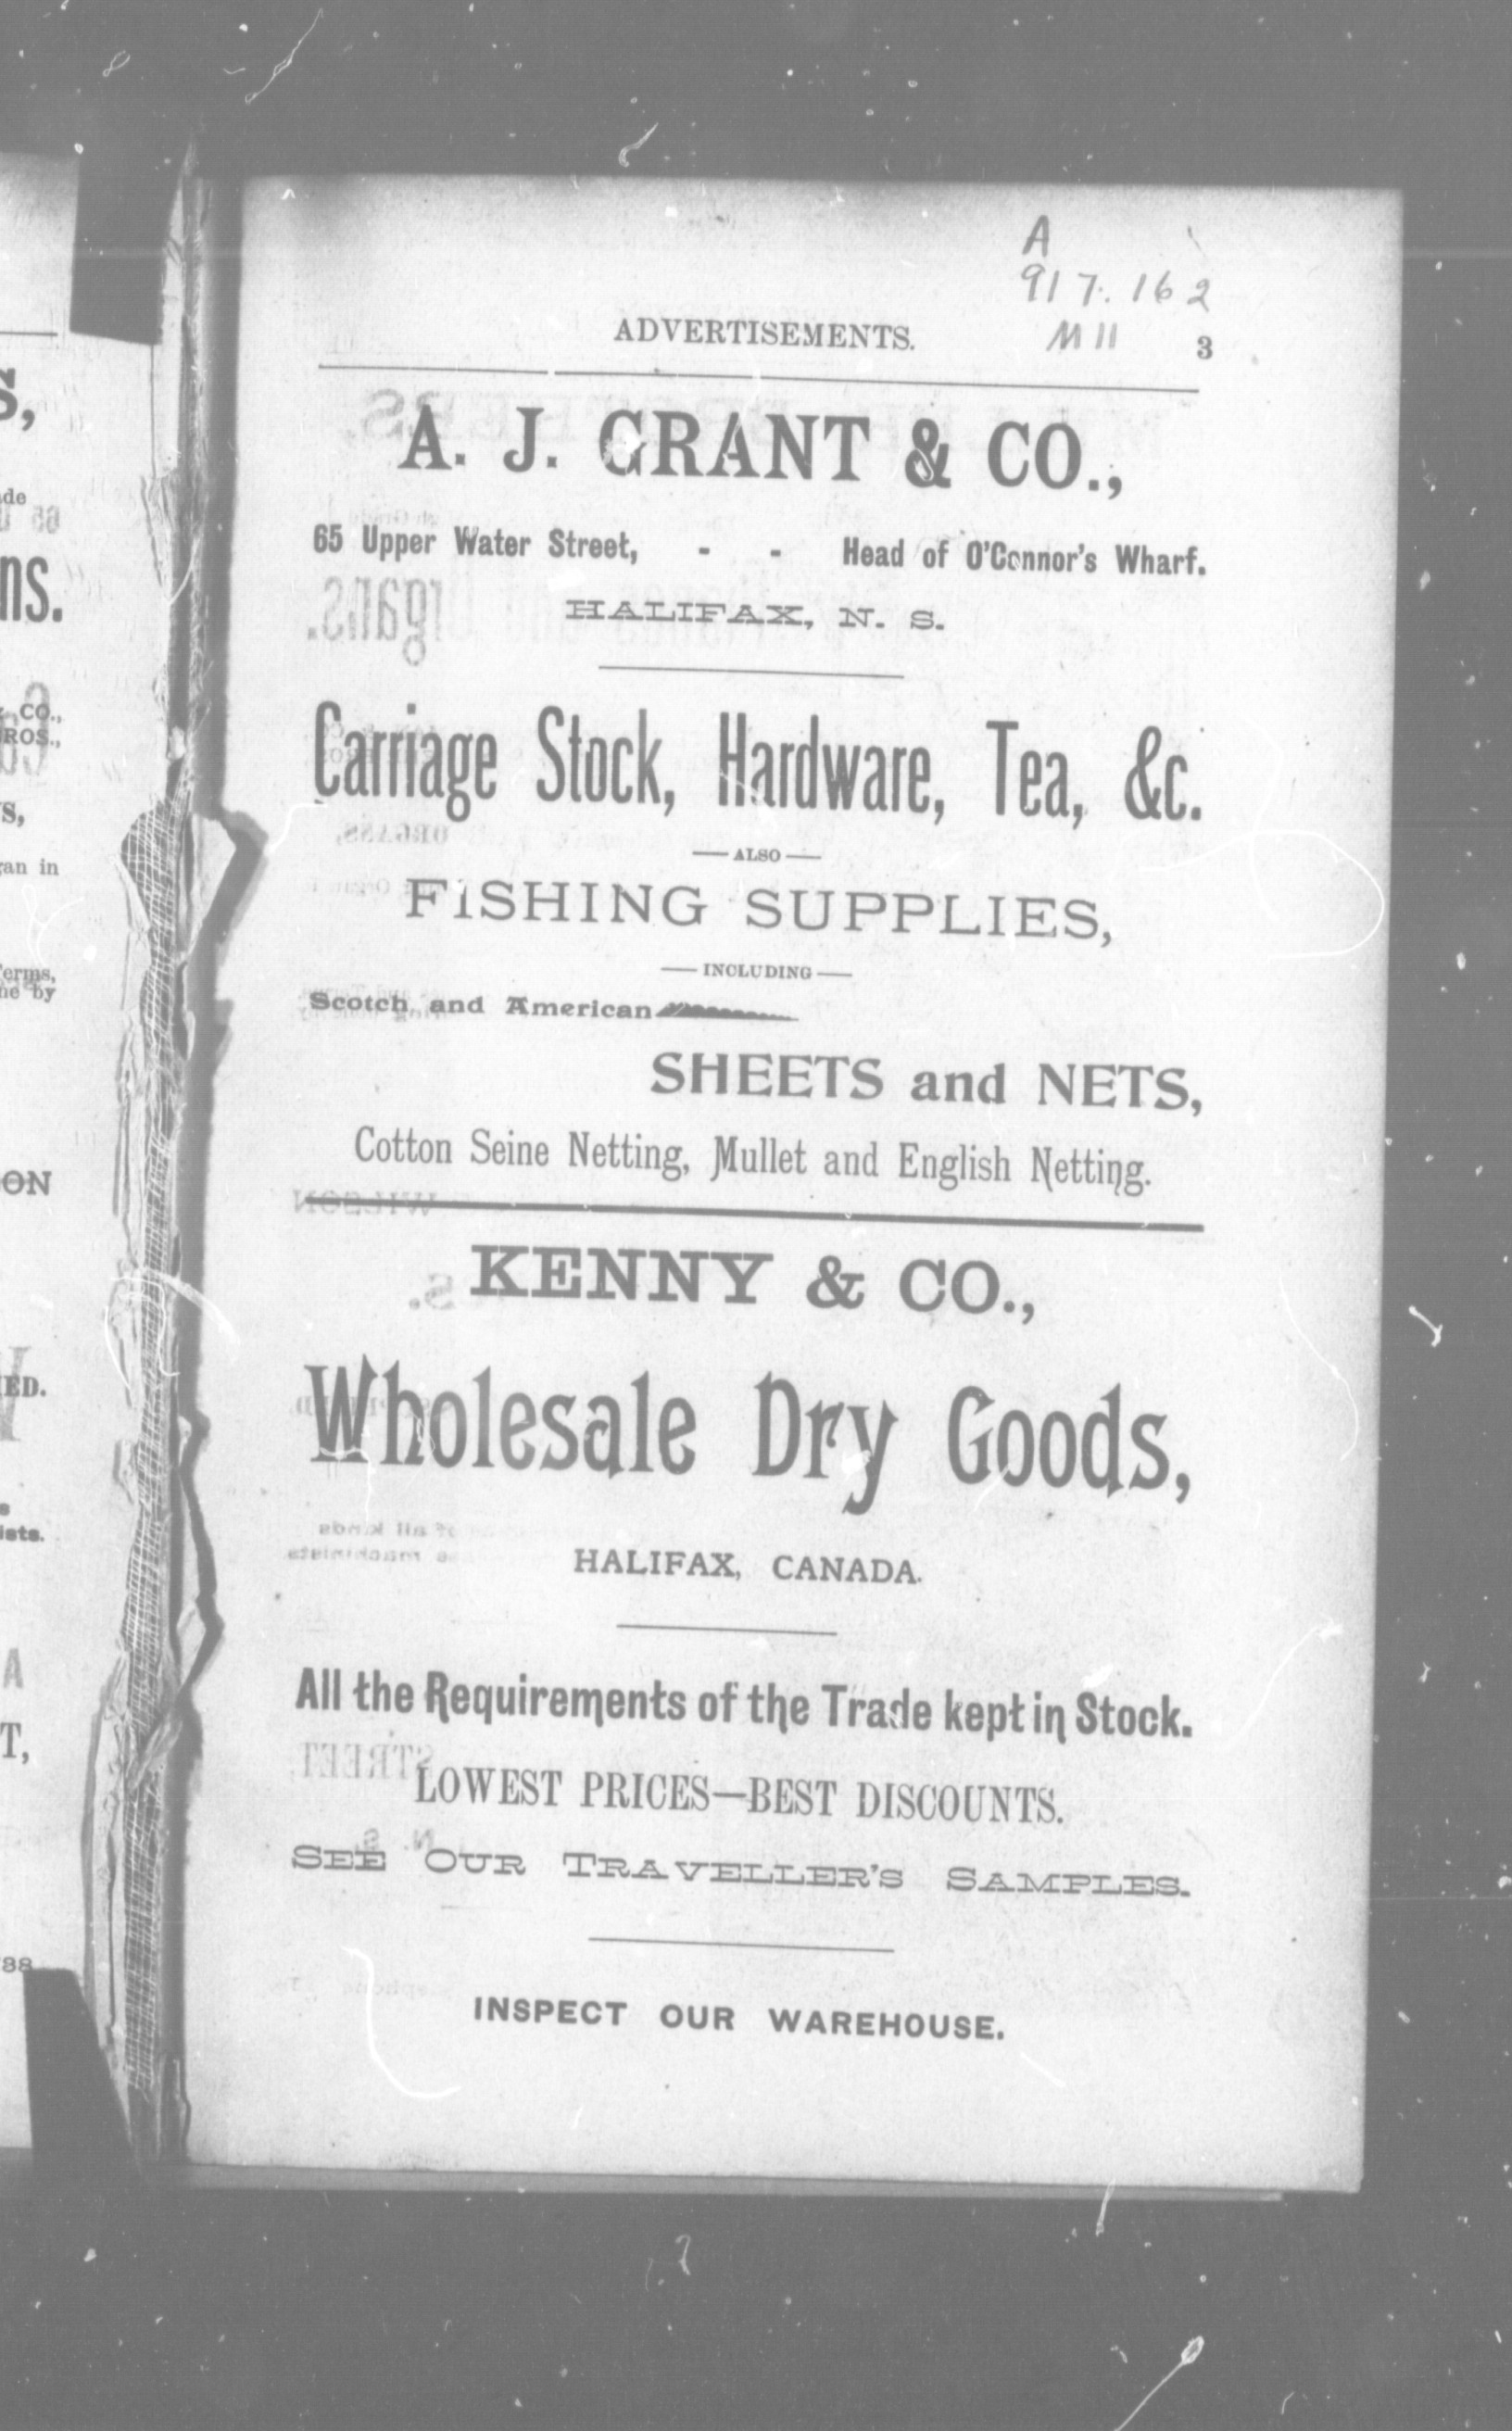 A
917.162
M11
ADVERTISEMENTS. 3
A. J. GRANT & CO.,
65 Upper Water Street, - - Head of O'Connor's Wharf.
HALIFAX, N. S.
Carriage Stock, Hardware, Tea, &c.
— ALSO —
FISHING SUPPLIES,
— INCLUDING —
Scotch and American
SHEETS and NETS,
Cotton Seine Netting, Mullet and English Netting.
KENNY & CO.,
Wholesale Dry Goods,
HALIFAX, CANADA.
All the Requirements of the Trade kept in Stock.
LOWEST PRICES—BEST DISCOUNTS.
SEE OUR TRAVELLER'S SAMPLES.
INSPECT OUR WAREHOUSE.